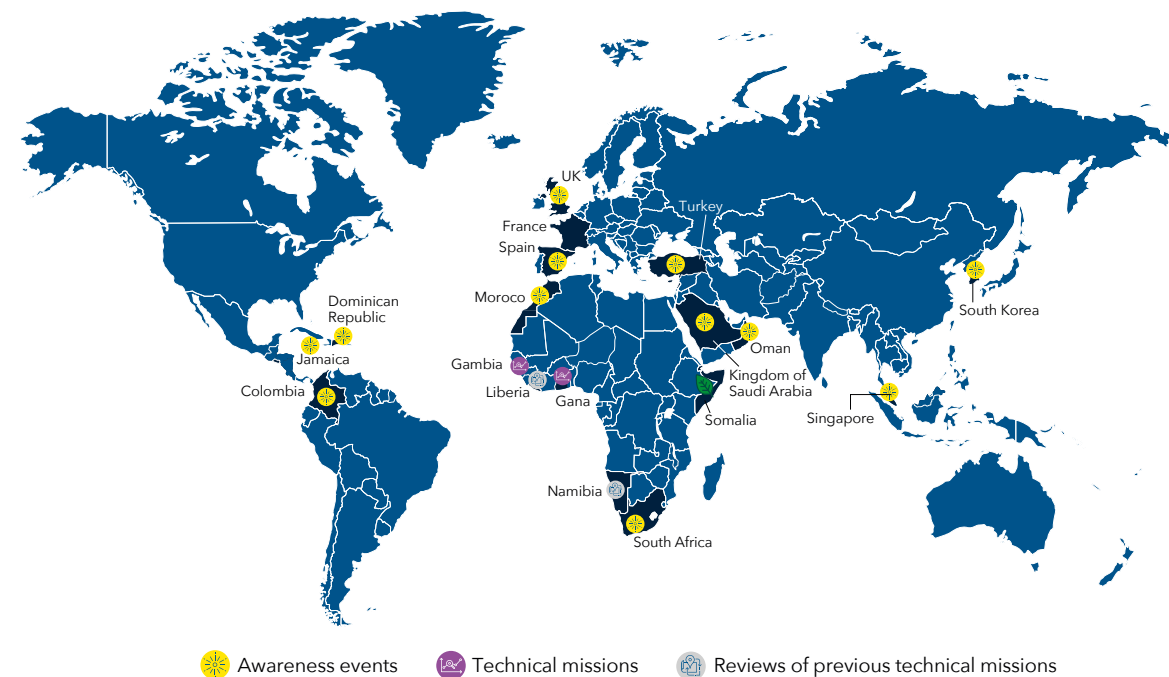 UK
Turkey
France
Spain
Moroco
South Korea
Dominican
Republic
Jamaica
Oman
Gambia
Kingdom of
Saudi Arabia
Colombia
Liberia
Gana
Somalia
Singapore
Namibia
South Africa
Awareness events
Technical missions
Reviews of previous technical missions